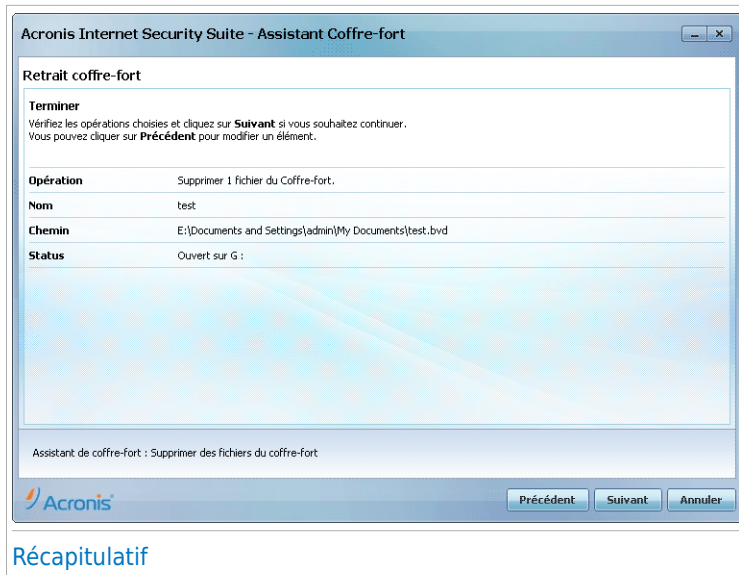 Acronis Internet Security Suite - Assistant Coffre-fort
Retrait coffre-fort
Terminer
Vérifiez les opérations choisies et cliquez sur Suivant si vous souhaitez continuer.
Vous pouvez cliquer sur Précédent pour modifier un élément.
Opération Supprimer 1 fichier du Coffre-fort.
Nom test
Chemin E:\Documents and Settings\admin\My Documents\test.bvd
Status Ouvert sur G :
Assistant de coffre-fort : Supprimer des fichiers du coffre-fort
Acronis Précédent Suivant Annuler
Récapitulatif